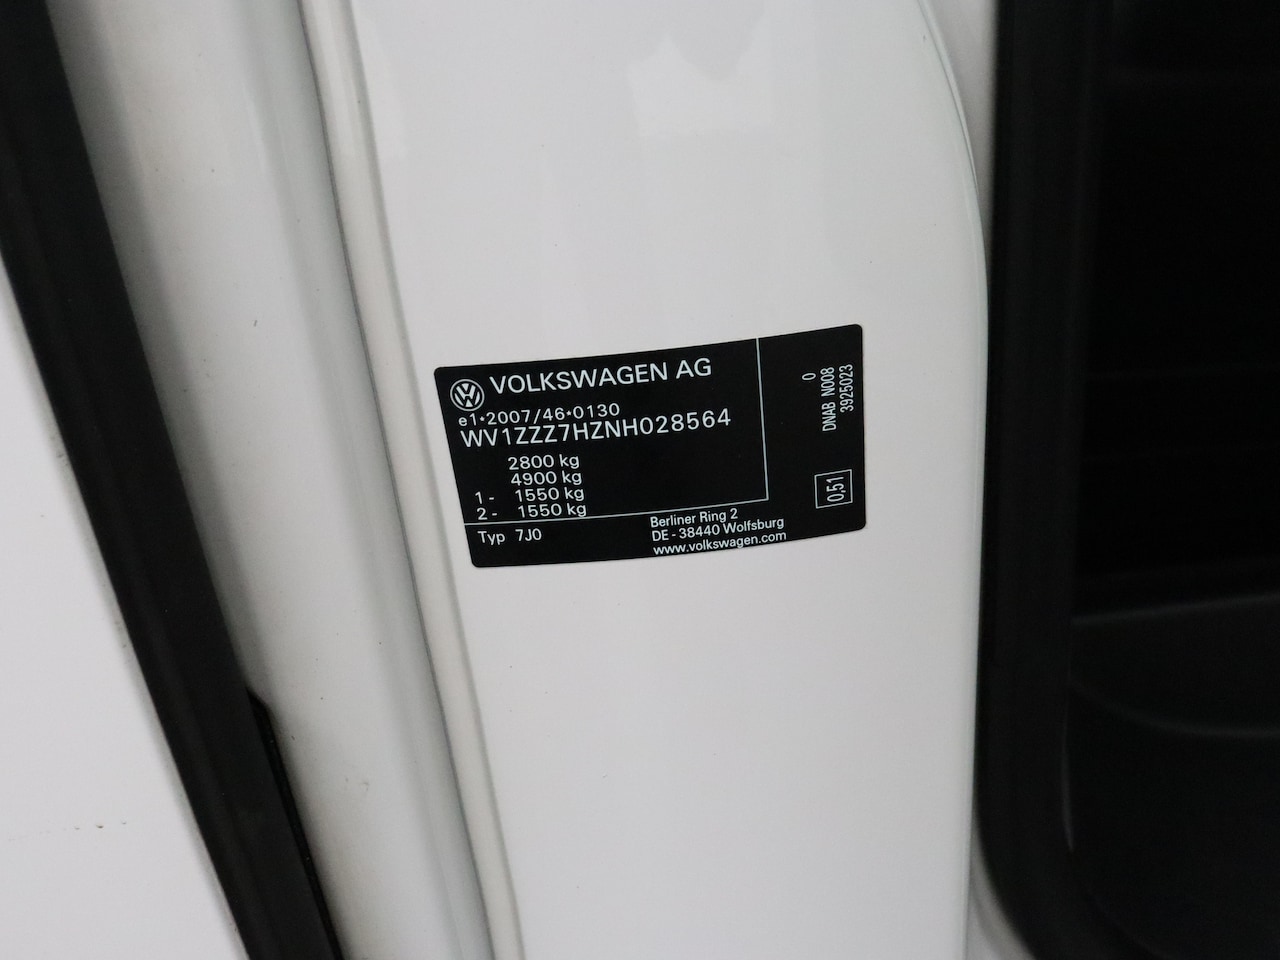 VOLKSWAGEN AG
e1*2007/46*0130
WV1ZZZ7HZNH028564
2800 kg
4900 kg
1 - 1550 kg
2 - 1550 kg
Typ 7J0
Berliner Ring 2
DE - 38440 Wolfsburg
www.volkswagen.com
0
DNAB N008
3925023
0,51